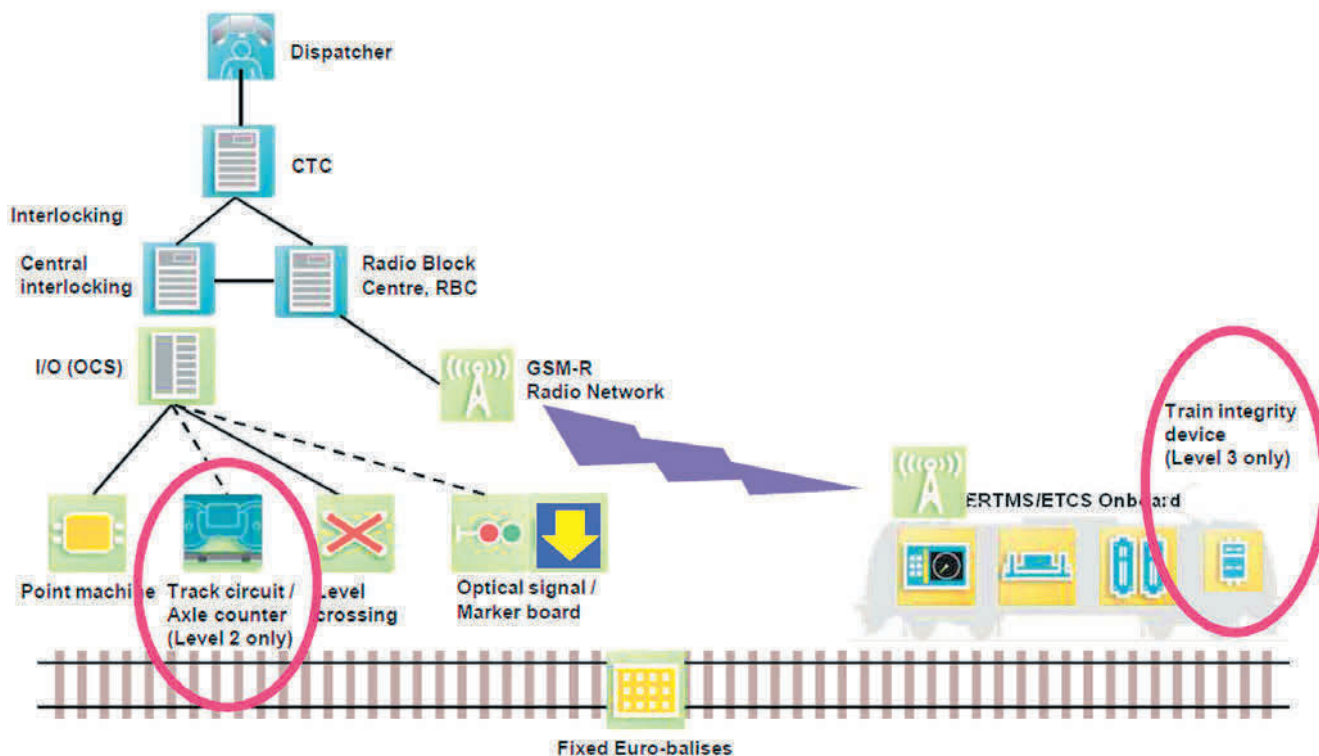 Dispatcher
CTC
Interlocking
Central
interlocking
Radio Block
Centre, RBC
I/O (OCS)
GSM-R
Radio Network
Train integrity
device
(Level 3 only)
ERTMS/ETCS Onboard
Point machine
Track circuit /
Axle counter
(Level 2 only)
Level
crossing
Optical signal /
Marker board
Fixed Euro-balises